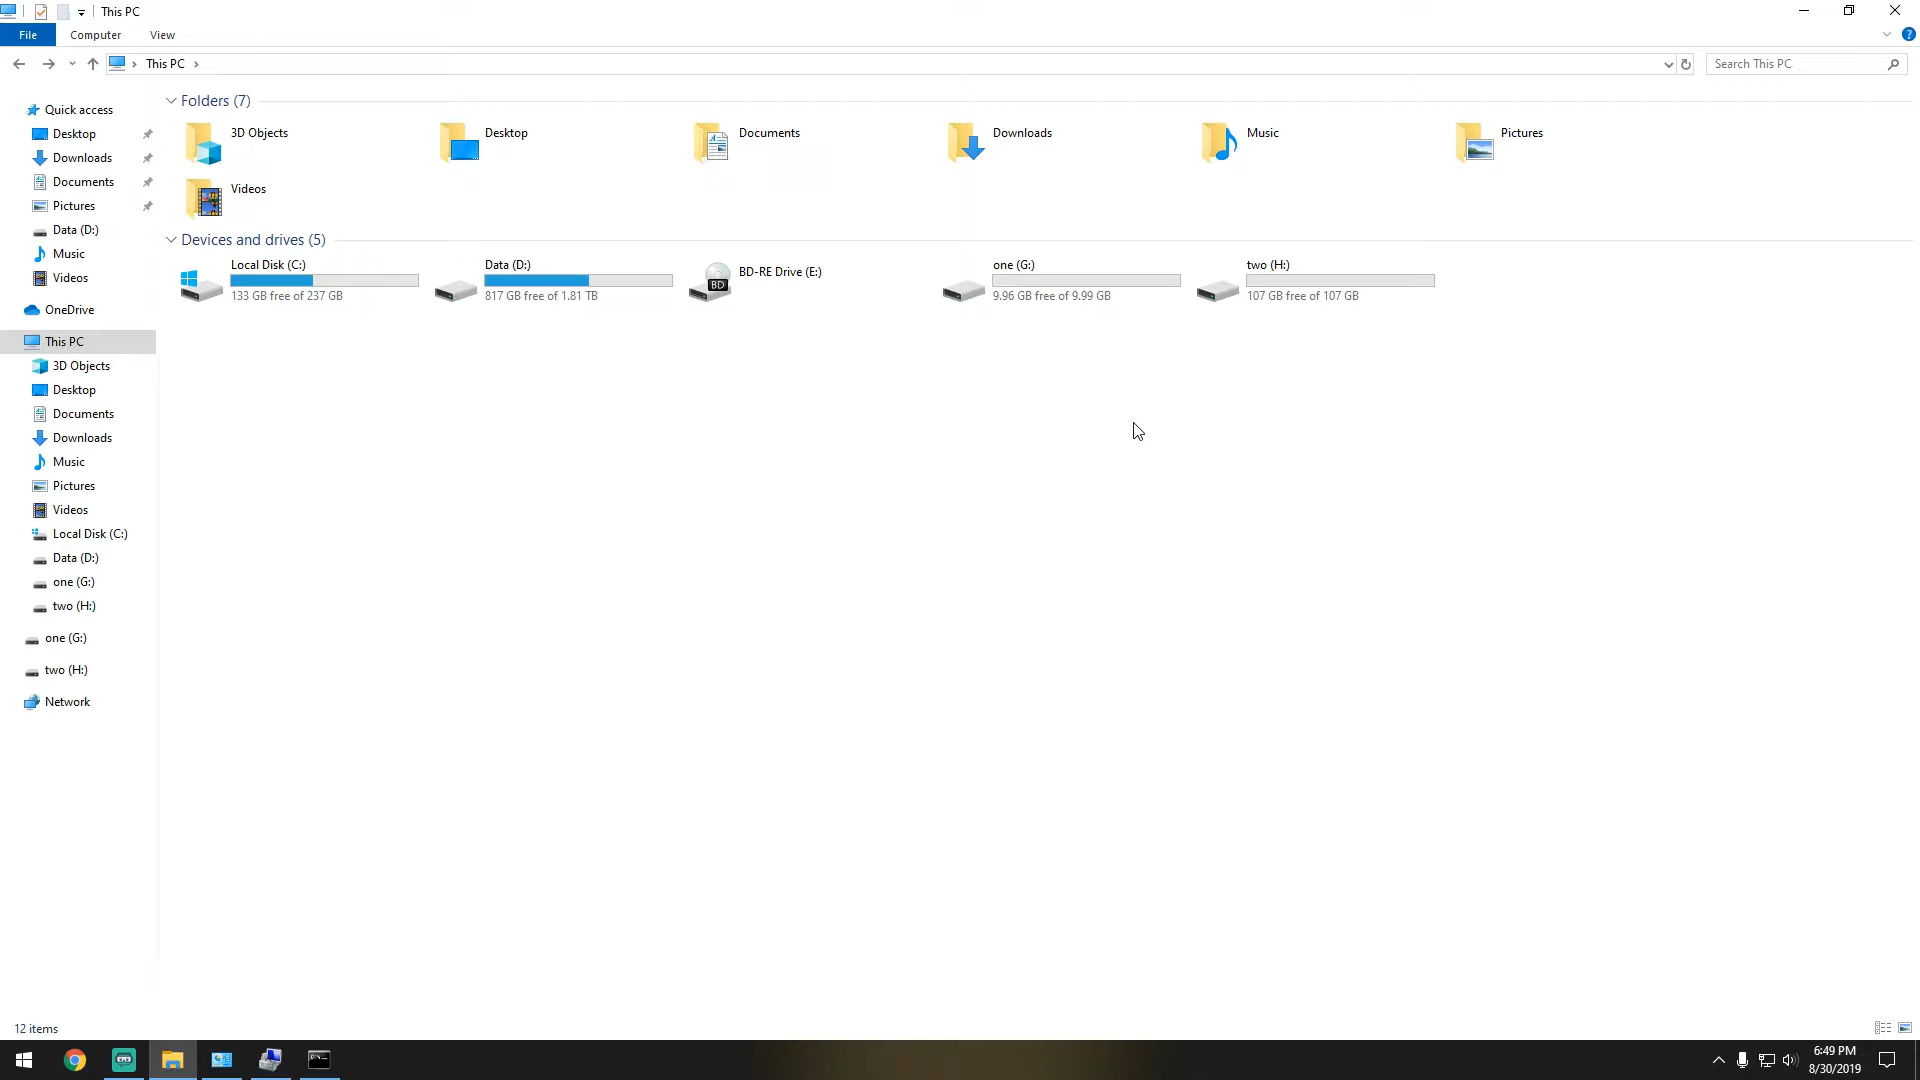 This PC
File Computer View
This PC
Search This PC
Quick access
Desktop
Downloads
Documents
Pictures
Data (D:)
Music
Videos
OneDrive
This PC
3D Objects
Desktop
Documents
Downloads
Music
Pictures
Videos
Local Disk (C:)
Data (D:)
one (G:)
two (H:)
one (G:)
two (H:)
Network
Folders (7)
3D Objects
Desktop
Documents
Downloads
Music
Pictures
Videos
Devices and drives (5)
Local Disk (C:)
133 GB free of 237 GB
Data (D:)
817 GB free of 1.81 TB
BD
BD-RE Drive (E:)
one (G:)
9.96 GB free of 9.99 GB
two (H:)
107 GB free of 107 GB
12 items
6:49 PM
8/30/2019